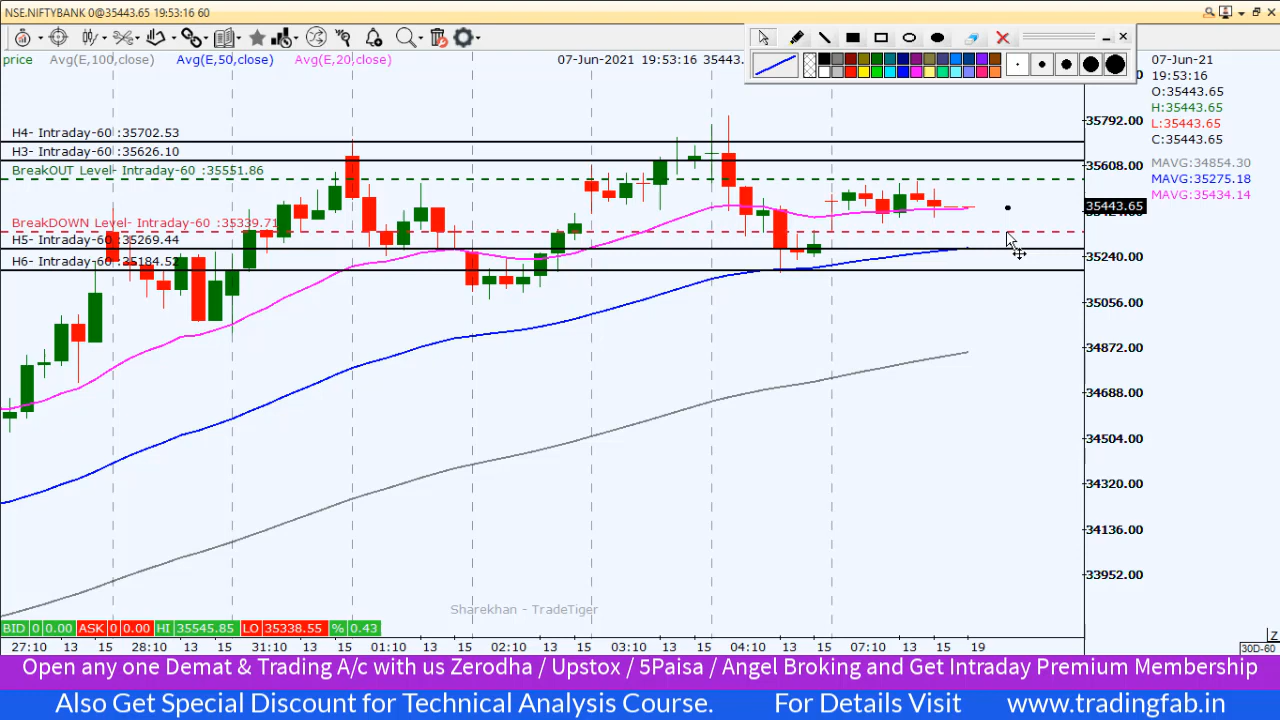 NSE.NIFTYBANK 0@35443.65 19:53:16 60
price Avg(E,100,close) Avg(E,50,close) Avg(E,20,close) 07-Jun-2021 19:53:16 35443.
07-Jun-21
19:53:16
O:35443.65
H:35443.65
L:35443.65
C:35443.65
MAVG:34854.30
MAVG:35275.18
MAVG:35434.14
H4- Intraday-60 :35702.53
H3- Intraday-60 :35626.10
BreakOUT Level- Intraday-60 :35551.86
BreakDOWN Level- Intraday-60 :35339.71
H5- Intraday-60 :35269.44
H6- Intraday-60 :35184.52
35792.00
35608.00
35443.65
35240.00
35056.00
34872.00
34688.00
34504.00
34320.00
34136.00
33952.00
Sharekhan - TradeTiger
BID 0 0.00 ASK 0 0.00 HI 35545.85 LO 35338.55 % 0.43
27:10 13 15 28:10 13 15 31:10 13 15 01:10 13 15 02:10 13 15 03:10 13 15 04:10 13 15 07:10 13 15 19
Z
30D-60
Open any one Demat & Trading A/c with us Zerodha / Upstox / 5Paisa / Angel Broking and Get Intraday Premium Membership
Also Get Special Discount for Technical Analysis Course. For Details Visit www.tradingfab.in